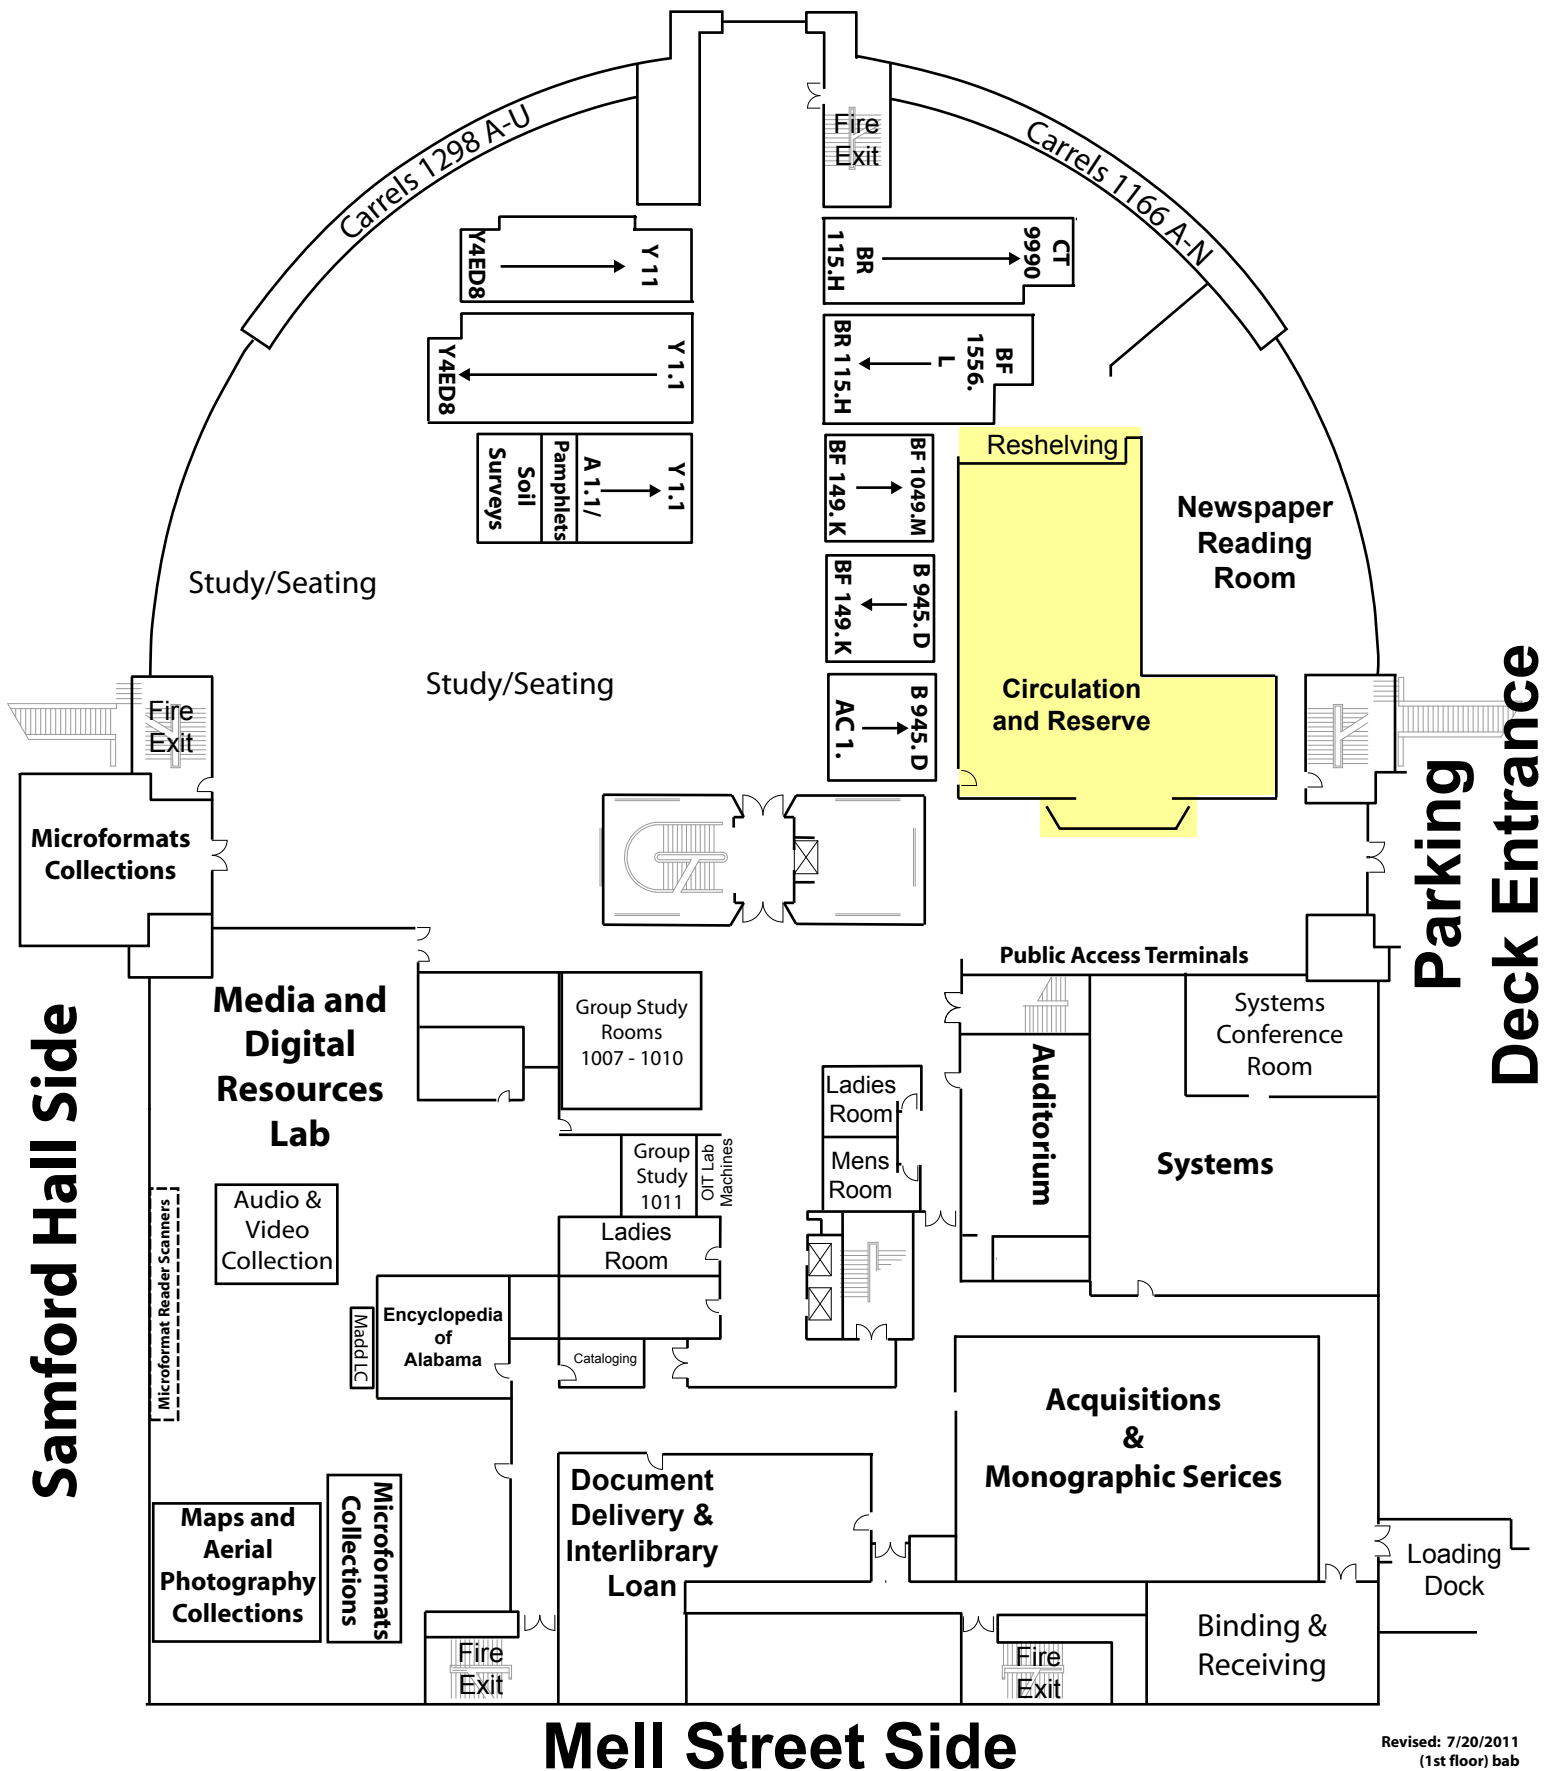 Carrels 1298 A-U
Fire
Exit
Carrels 1166 A-N
Y4ED8
Y 11
BR
115.H
CT
9990
Y4ED8
Y 1.1
BR 115.H
BF
1556.
L
Soil
Surveys
Pamphlets
A 1.1/
Y 1.1
BF 149.K
BF 1049.M
Reshelving
Newspaper
Reading
Room
BF 149.K
B 945.D
Study/Seating
Study/Seating
AC 1.
B 945.D
Circulation
and Reserve
Fire
Exit
Parking
Deck Entrance
Microformats
Collections
Public Access Terminals
Samford Hall Side
Media and
Digital
Resources
Lab
Group Study
Rooms
1007 - 1010
Systems
Conference
Room
Auditorium
Ladies
Room
Mens
Room
Systems
Group
Study
1011
OIT Lab
Machines
Audio &
Video
Collection
Microformat Reader Scanners
Ladies
Room
Encyclopedia
of
Alabama
Madd LC
Cataloging
Acquisitions
&
Monographic Serices
Document
Delivery &
Interlibrary
Loan
Microformats
Collections
Maps and
Aerial
Photography
Collections
Loading
Dock
Binding &
Receiving
Fire
Exit
Fire
Exit
Mell Street Side
Revised: 7/20/2011
(1st floor) bab